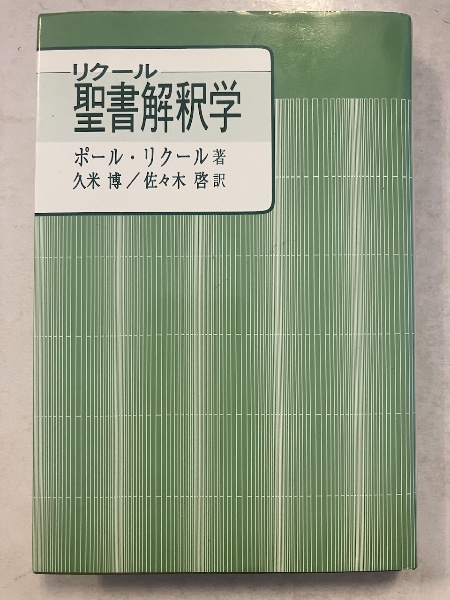 リクール
聖書解釈学
ポール・リクール著
久米 博／佐々木 啓訳